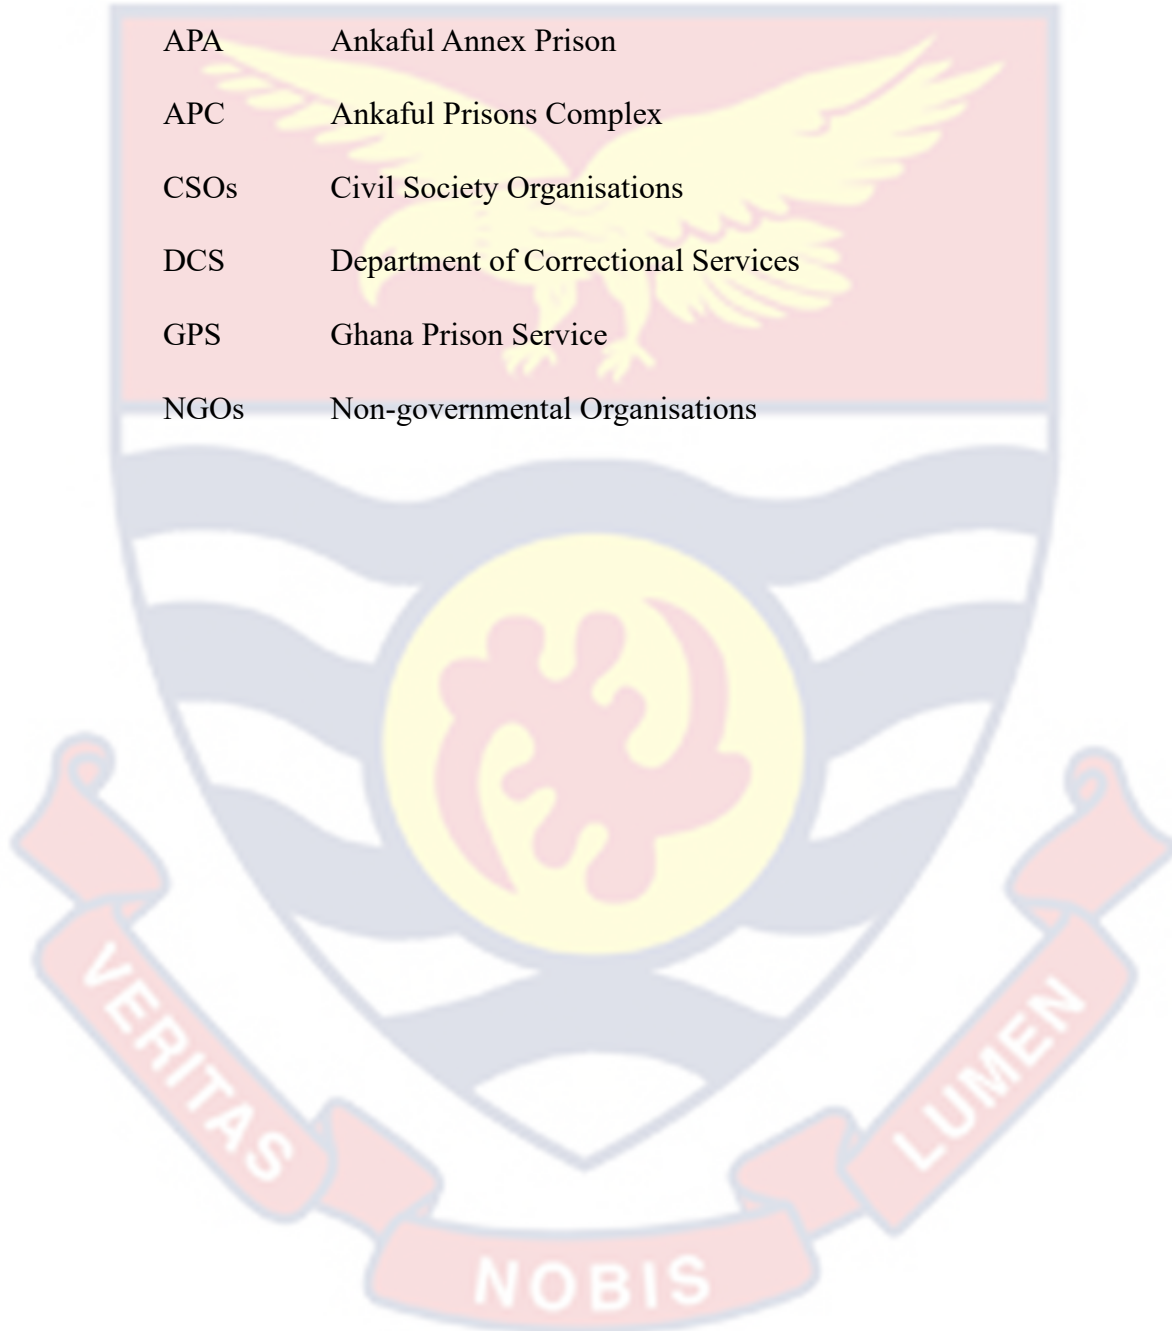 APA Ankaful Annex Prison
APC Ankaful Prisons Complex
CSOs Civil Society Organisations
DCS Department of Correctional Services
GPS Ghana Prison Service
NGOs Non-governmental Organisations
VERITAS
NOBIS
LUMEN